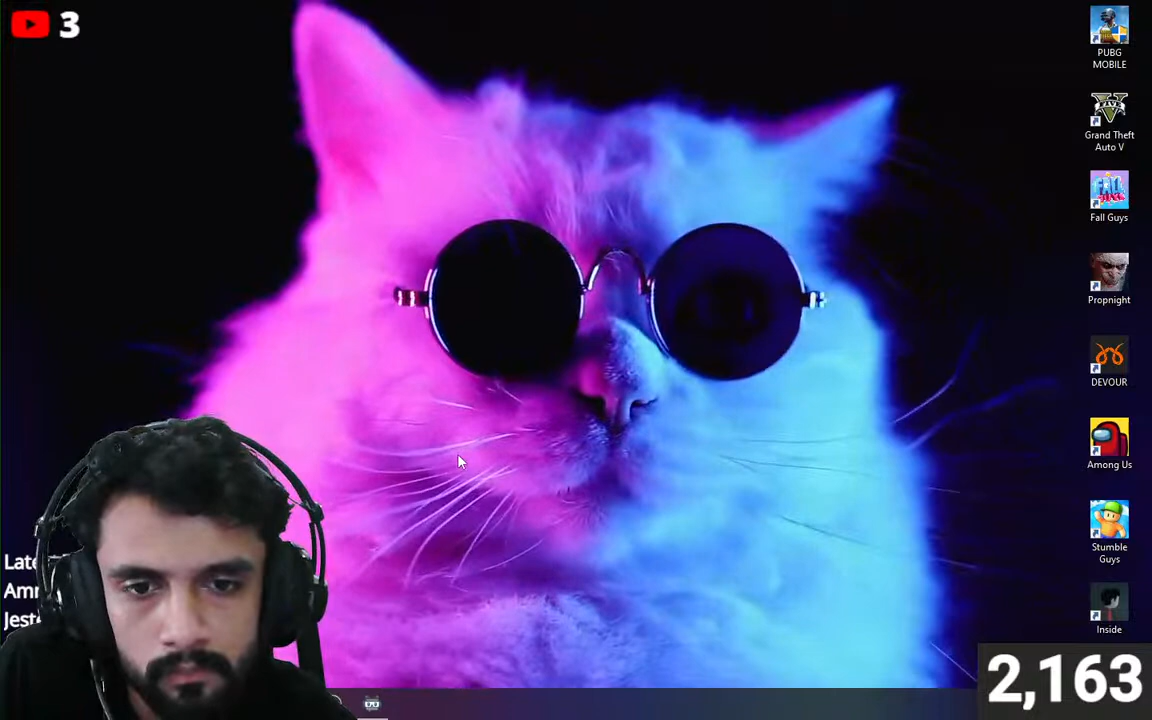 3
PUBG
MOBILE
Grand Theft
Auto V
Fall Guys
Propnight
DEVOUR
Among Us
Stumble
Guys
Inside
2,163